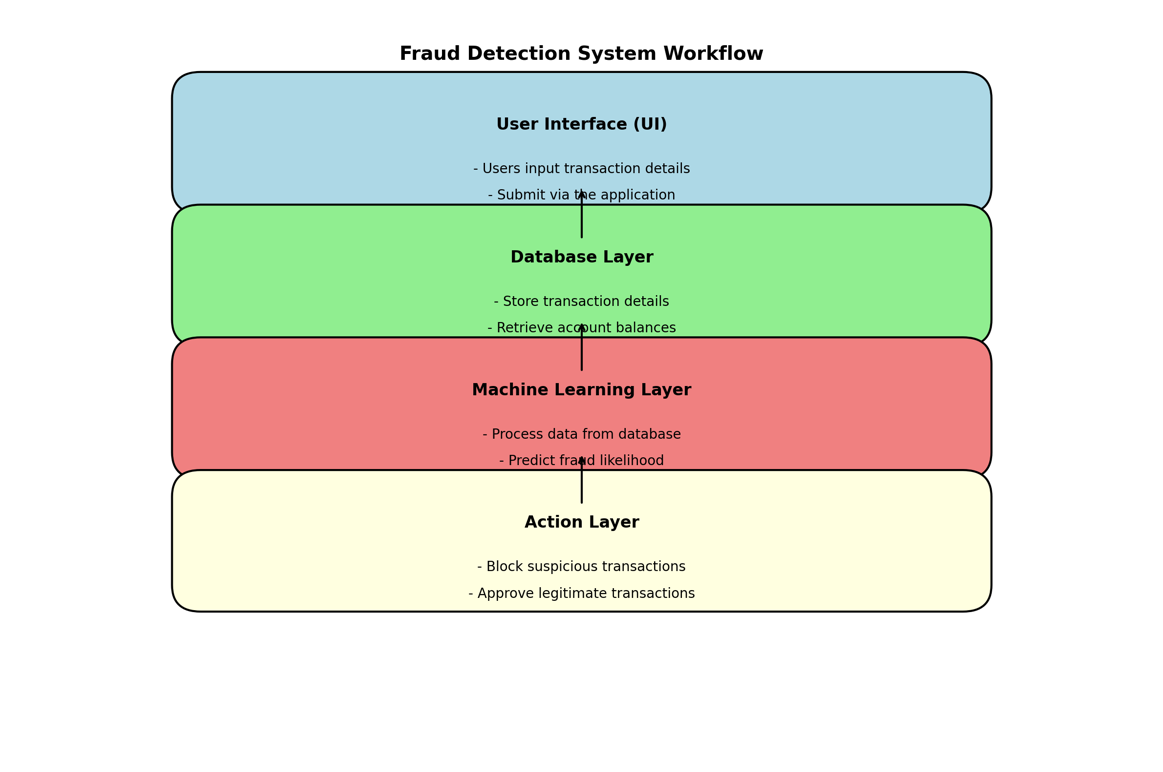 Fraud Detection System Workflow
User Interface (UI)
- Users input transaction details
- Submit via the application
Database Layer
- Store transaction details
- Retrieve account balances
Machine Learning Layer
- Process data from database
- Predict fraud likelihood
Action Layer
- Block suspicious transactions
- Approve legitimate transactions